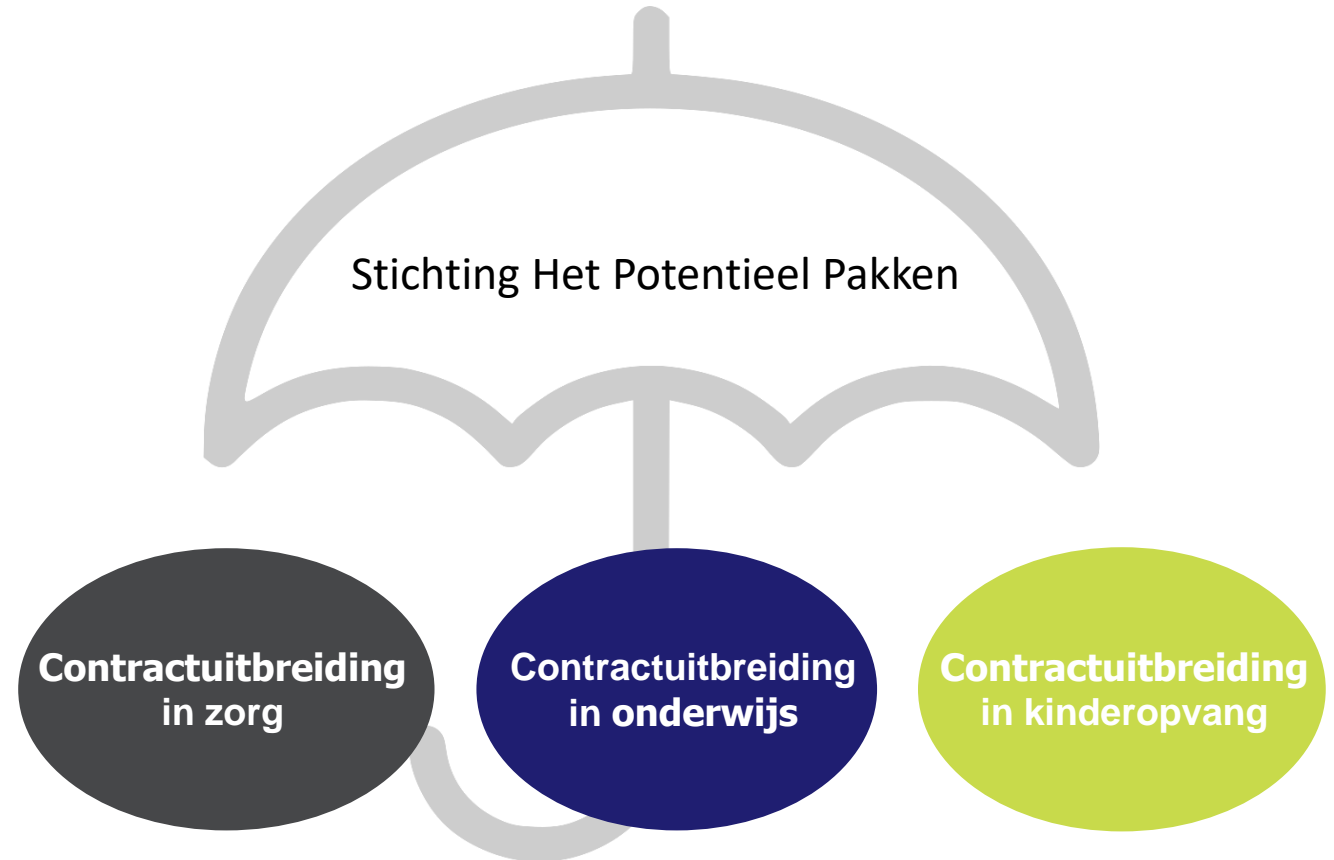 Stichting Het Potentieel Pakken
Contractuitbreiding
in zorg
Contractuitbreiding
in onderwijs
Contractuitbreiding
in kinderopvang